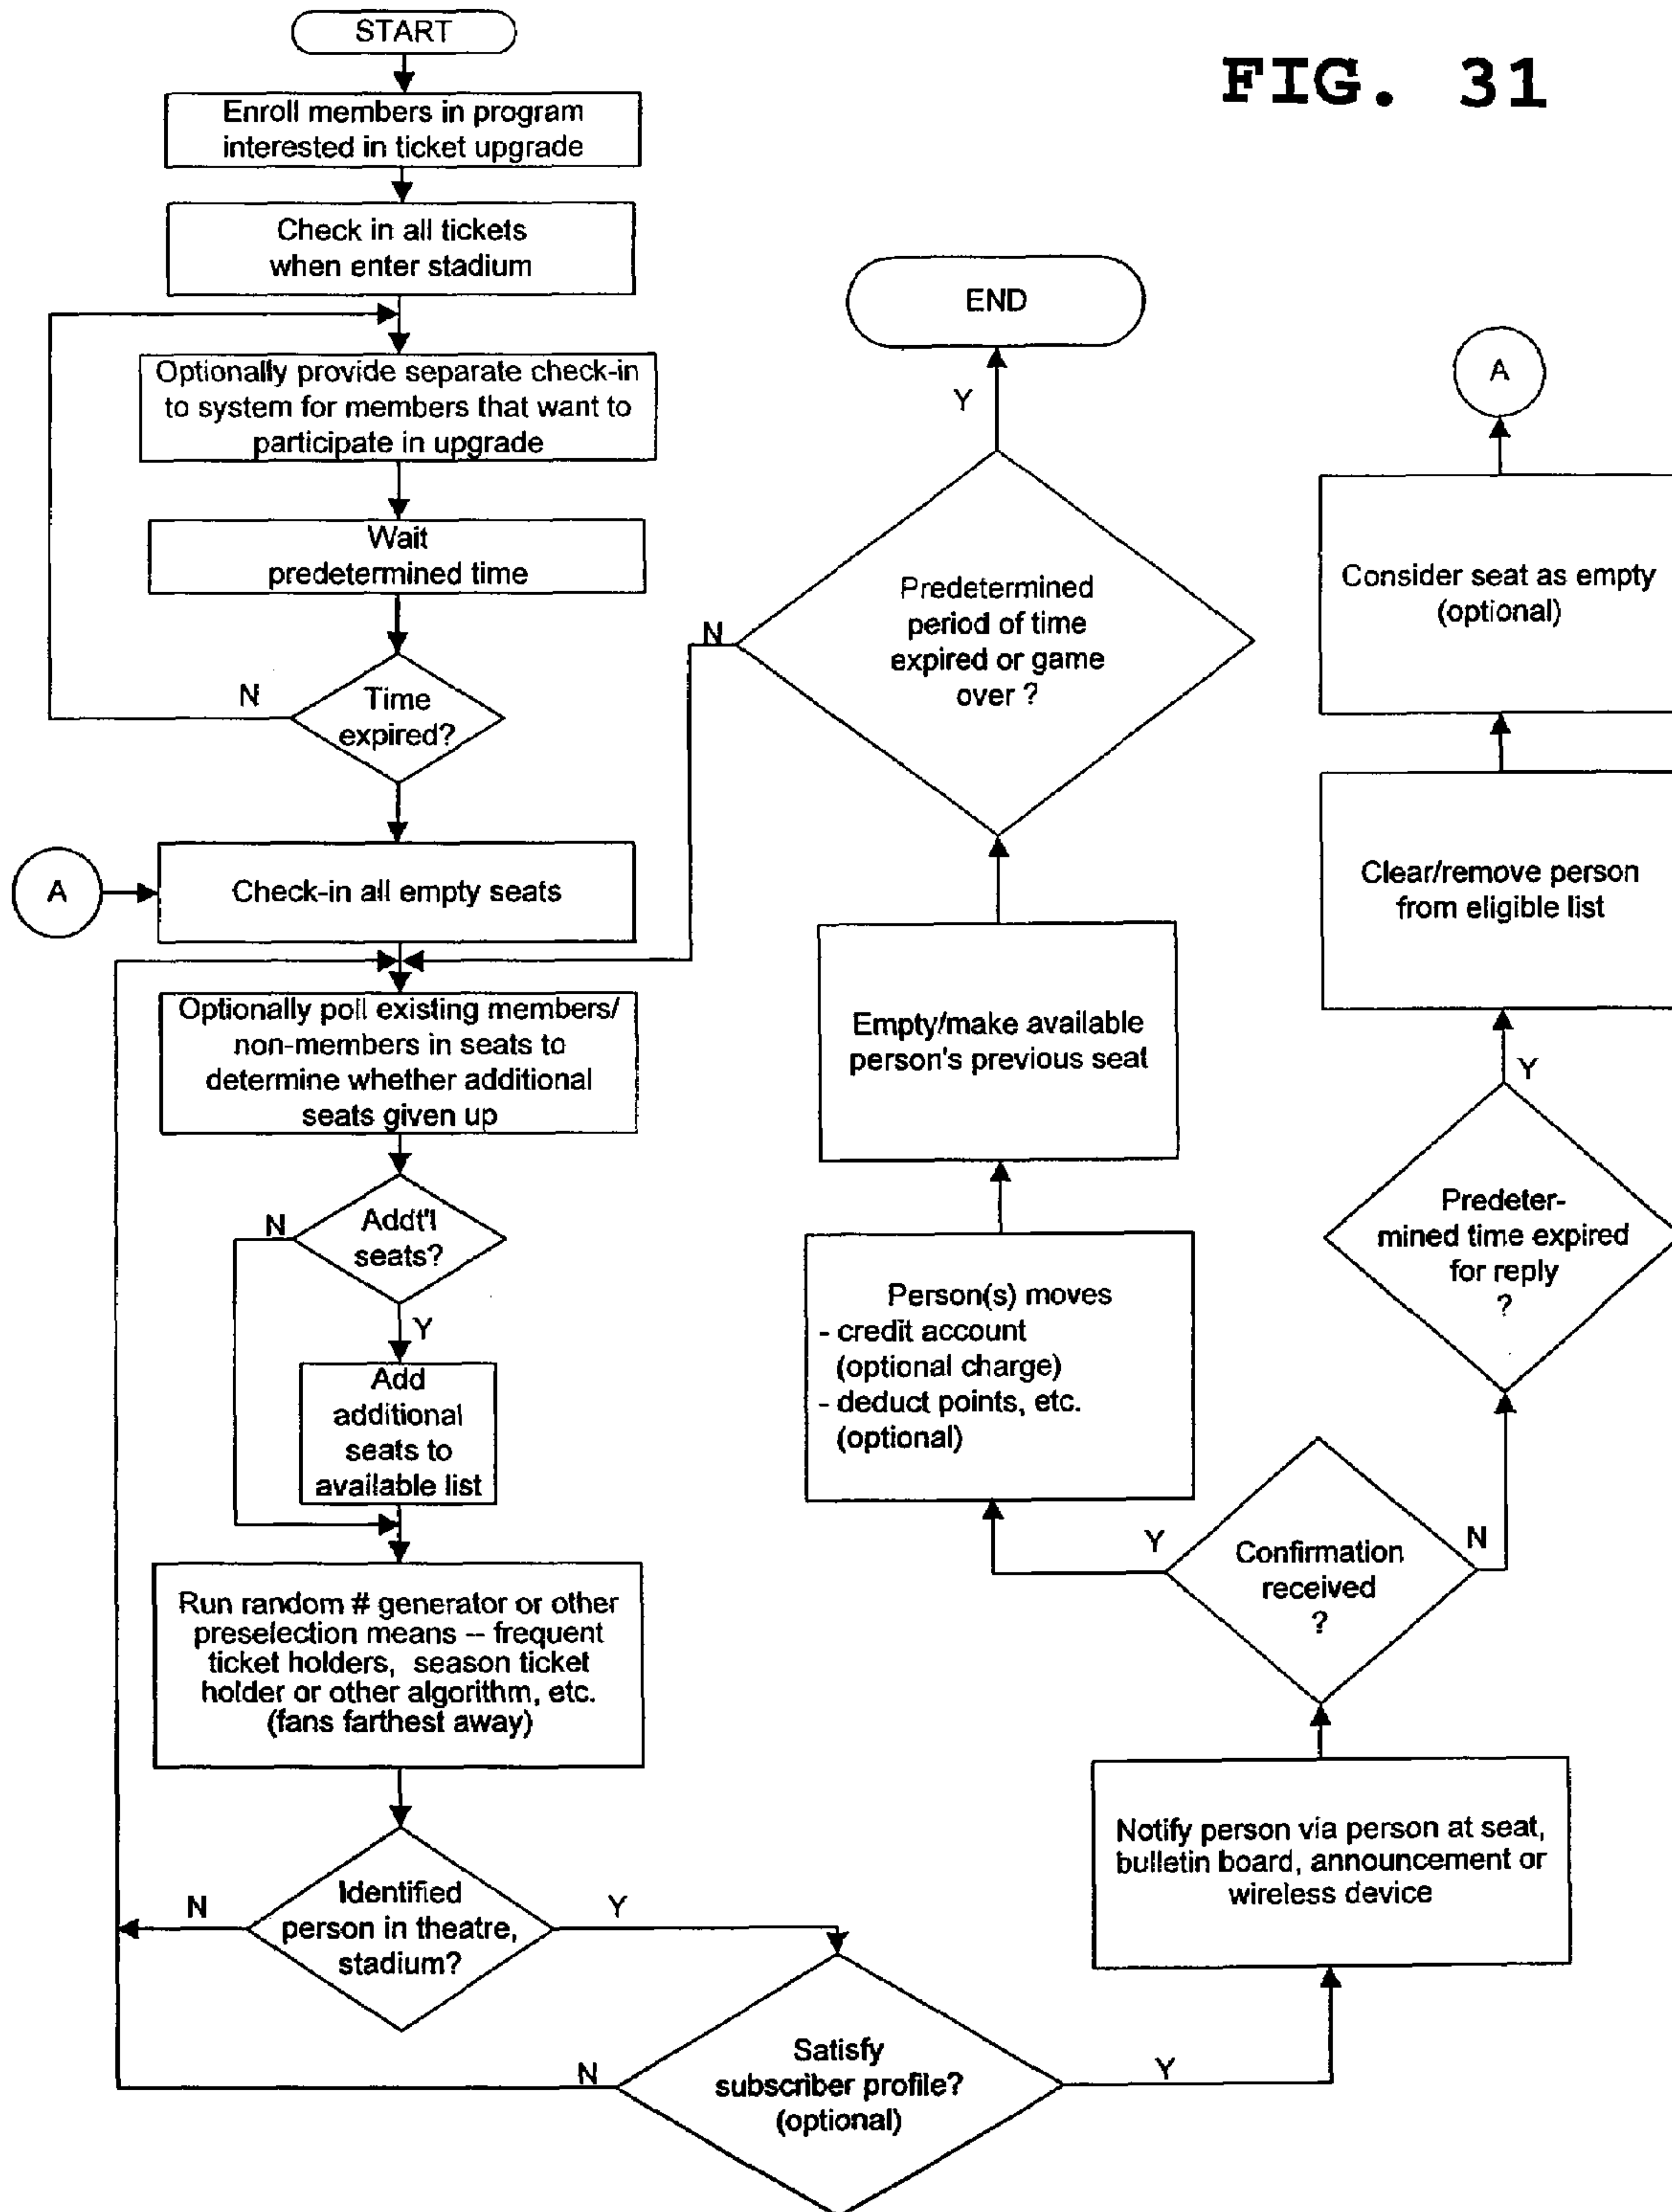 FIG. 31
START
Enroll members in program
interested in ticket upgrade
Check in all tickets
when enter stadium
Optionally provide separate check-in
to system for members that want to
participate in upgrade
Wait
predetermined time
N
Time
expired?
A
Check-in all empty seats
Optionally poll existing members/
non-members in seats to
determine whether additional
seats given up
N
Addt'l
seats?
Y
Add
additional
seats to
available list
Run random # generator or other
preselection means -- frequent
ticket holders, season ticket
holder or other algorithm, etc.
(fans farthest away)
N
Identified
person in theatre,
stadium?
Y
N
Satisfy
subscriber profile?
(optional)
Y
Notify person via person at seat,
bulletin board, announcement or
wireless device
Y
Confirmation
received
?
N
Person(s) moves
- credit account
(optional charge)
- deduct points, etc.
(optional)
Empty/make available
person's previous seat
N
Predetermined
period of time
expired or game
over ?
Y
END
Predeter-
mined time expired
for reply
?
Y
Clear/remove person
from eligible list
Consider seat as empty
(optional)
A